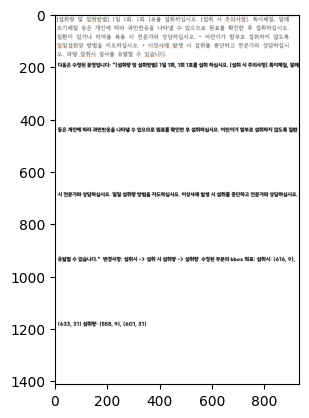 [섭취량 및 섭취방법] 1일 1회, 1회 1포를 섭취하십시오. [섭취 시 주의사항] 특이체질, 알레
르기체질 등은 개인에 따라 과민반응을 나타낼 수 있으므로 원료를 확인한 후 섭취하십시오.
질환이 있거나 의약품 복용 시 전문가와 상담하십시오. • 어린이가 함부로 섭취하지 않도록
일일섭취량 방법을 지도하십시오. • 이상사례 발생 시 섭취를 중단하고 전문가와 상담하십시
오. 과량 섭취시 설사를 유발할 수 있습니다.
다음은 수정된 문장입니다: "[섭취량 및 섭취방법] 1일 1회, 1회 1포를 섭취 하십시오. [섭취 시 주의사항] 특이체질, 알레
등은 개인에 따라 과민반응을 나타낼 수 있으므로 원료를 확인한 후 섭취하십시오. 어린이가 함부로 섭취하지 않도록 질환
시 전문가와 상담하십시오. 일일 섭취량 방법을 지도하십시오. 이상사례 발생 시 섭취를 중단하고 전문가와 상담하십시오.
유발할 수 있습니다." 변경사항: 섭취시 -> 섭취 시 섭취량 -> 섭취량 수정된 부분의 bbox 좌표: 섭취시: (616, 9),
(633, 31) 섭취량: (558, 9), (601, 31)
0
200
400
600
800
1000
1200
1400
0 200 400 600 800